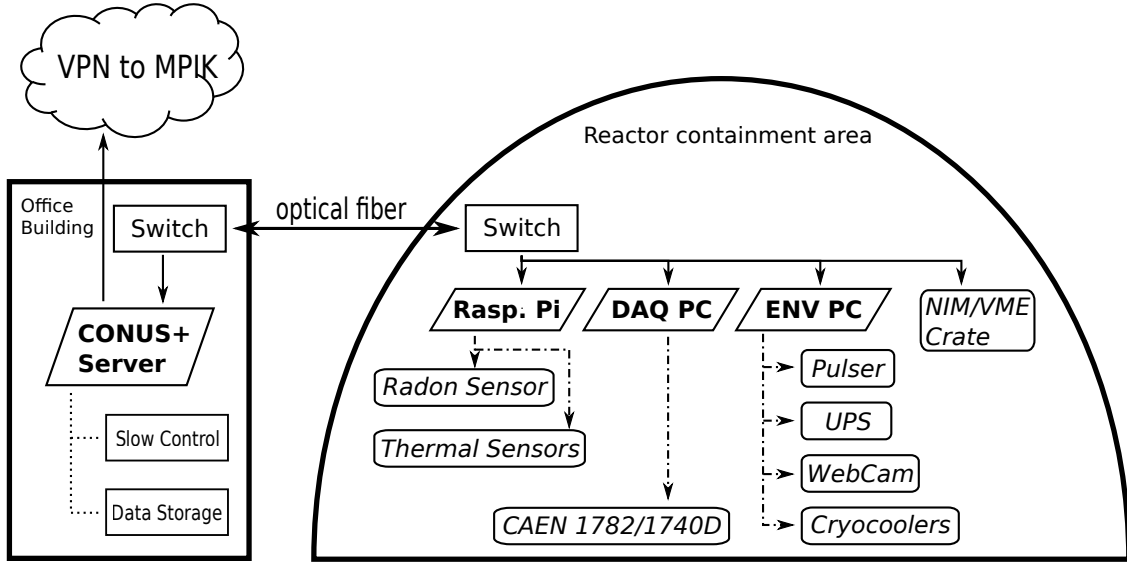 VPN to MPIK
Reactor containment area
Office
Building
Switch
optical fiber
Switch
CONUS+
Server
Slow Control
Data Storage
Rasp. Pi
DAQ PC
ENV PC
NIM/VME
Crate
Radon Sensor
Thermal Sensors
CAEN 1782/1740D
Pulser
UPS
WebCam
Cryocoolers